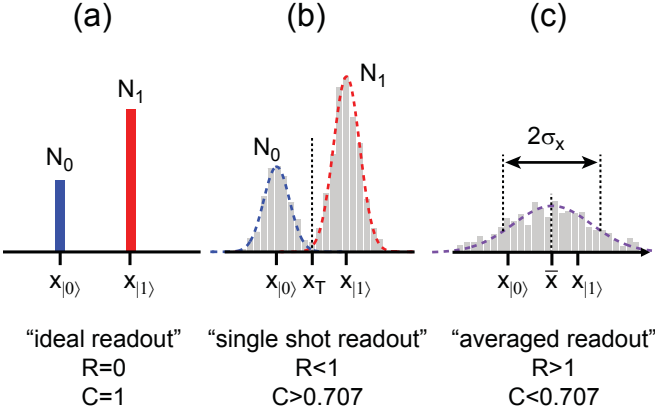 (a)
N₀
N₁
x|0⟩
x|1⟩
“ideal readout”
R=0
C=1
(b)
N₀
N₁
x|0⟩
xT
x|1⟩
“single shot readout”
R<1
C>0.707
(c)
2σx
x|0⟩
x̅
x|1⟩
“averaged readout”
R>1
C<0.707